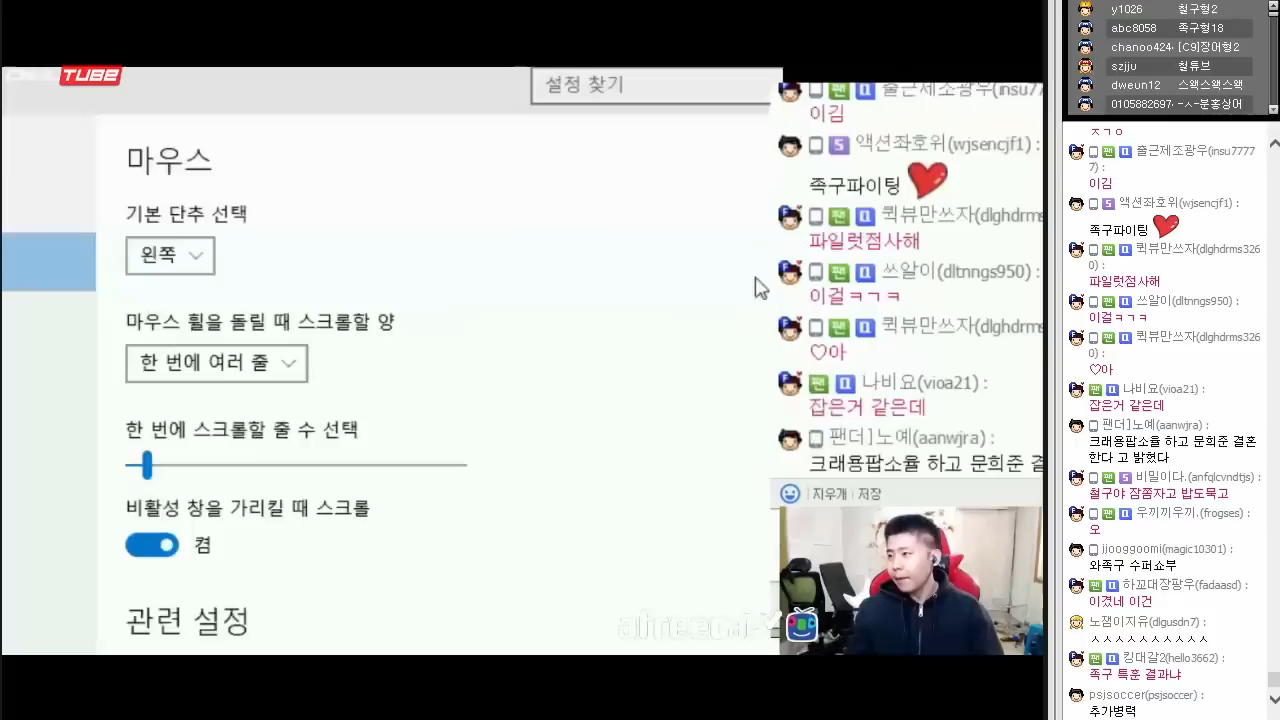 TUBE
설정 찾기
마우스
기본 단추 선택
왼쪽
마우스 휠을 돌릴 때 스크롤할 양
한 번에 여러 줄
한 번에 스크롤할 줄 수 선택
비활성 창을 가리킬 때 스크롤
켬
관련 설정
이김
액션좌호위(wjsencjf1) :
족구파이팅
퀵뷰만쓰자(dlghdrms
파일럿점사해
쓰알이(dltnngs950) :
이걸ㅋㄱㅋ
퀵뷰만쓰자(dlghdrms
♡아
나비요(vioa21) :
잡은거 같은데
팬더]노예(aanwjra) :
크래용팝소율 하고 문희준 결
지우개 저장
afreecaTV
y1026 철구형2
abc8058 족구형18
chanoo424 [C9]장어형2
szjju 철튜브
dweun12 스왝스왝스왝
010588269 -ㅅ-분홍싱어
ㅈㄱㅇ
쫄근제조광우(insu7777
7) :
이김
액션좌호위(wjsencjf1) :
족구파이팅
퀵뷰만쓰자(dlghdrms326
0) :
파일럿점사해
쓰알이(dltnngs950) :
이걸ㅋㄱㅋ
퀵뷰만쓰자(dlghdrms326
0) :
♡아
나비요(vioa21) :
잡은거 같은데
팬더]노예(aanwjra) :
크래용팝소율 하고 문희준 결혼
한다 고 밝혔다
비밀이다.(anfqlcvndtjs) :
철구야 잠쫌자고 밥도묵고
우끼끼우끼.(frogses) :
오
jjooggoomi(magic10301) :
와족구 수퍼쇼부
하꼬대장광우(fadaasd) :
이겼네 이건
노잼이지유(dlgusdn7) :
ㅅㅅㅅㅅㅅㅅㅅㅅㅅ
킹대갈2(hello3662) :
족구 특훈 결과냐
psjsoccer(psjsoccer) :
추가병력